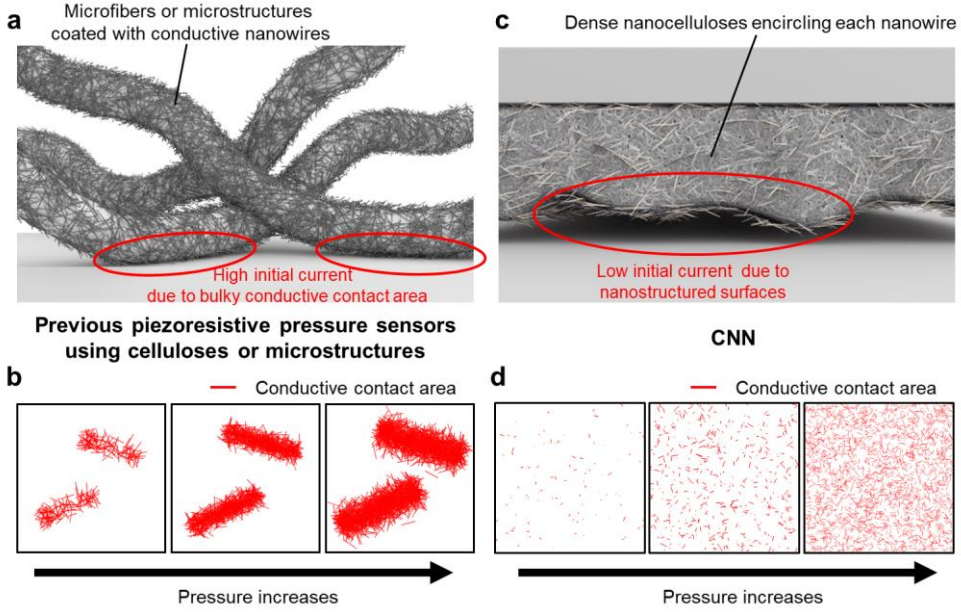 a
Microfibers or microstructures
coated with conductive nanowires
High initial current
due to bulky conductive contact area
Previous piezoresistive pressure sensors
using celluloses or microstructures
b
Conductive contact area
Pressure increases
c
Dense nanocelluloses encircling each nanowire
Low initial current due to
nanostructured surfaces
CNN
d
Conductive contact area
Pressure increases